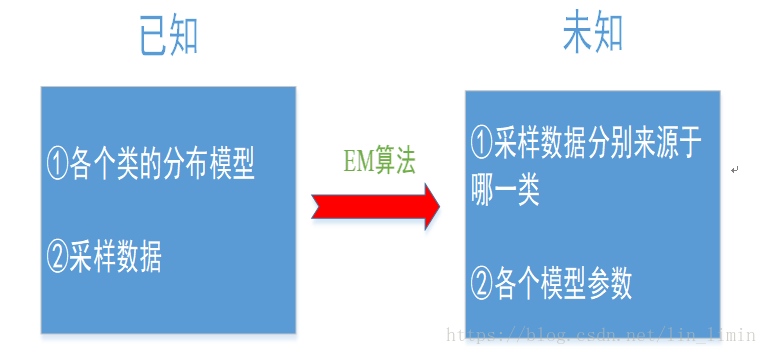 已知
未知
①各个类的分布模型
②采样数据
EM算法
①采样数据分别来源于
哪一类
②各个模型参数
https://blog.csdn.net/lin_limin